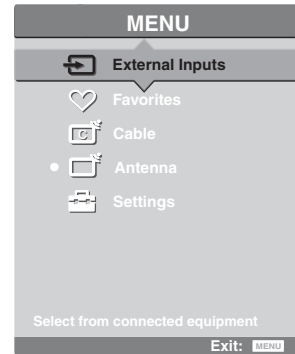 MENU
External Inputs
Favorites
C Cable
Antenna
Settings
Select from connected equipment
Exit: MENU